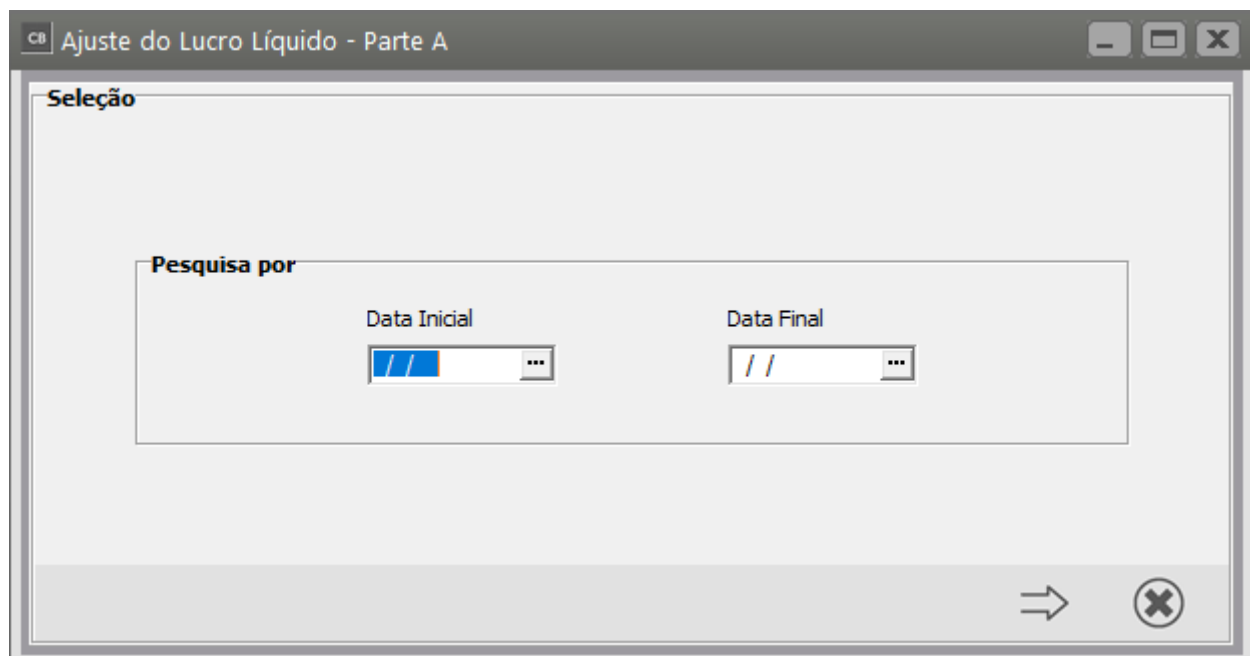 CB Ajuste do Lucro Líquido - Parte A
Seleção
Pesquisa por
Data Inicial Data Final
/ / ... / / ...